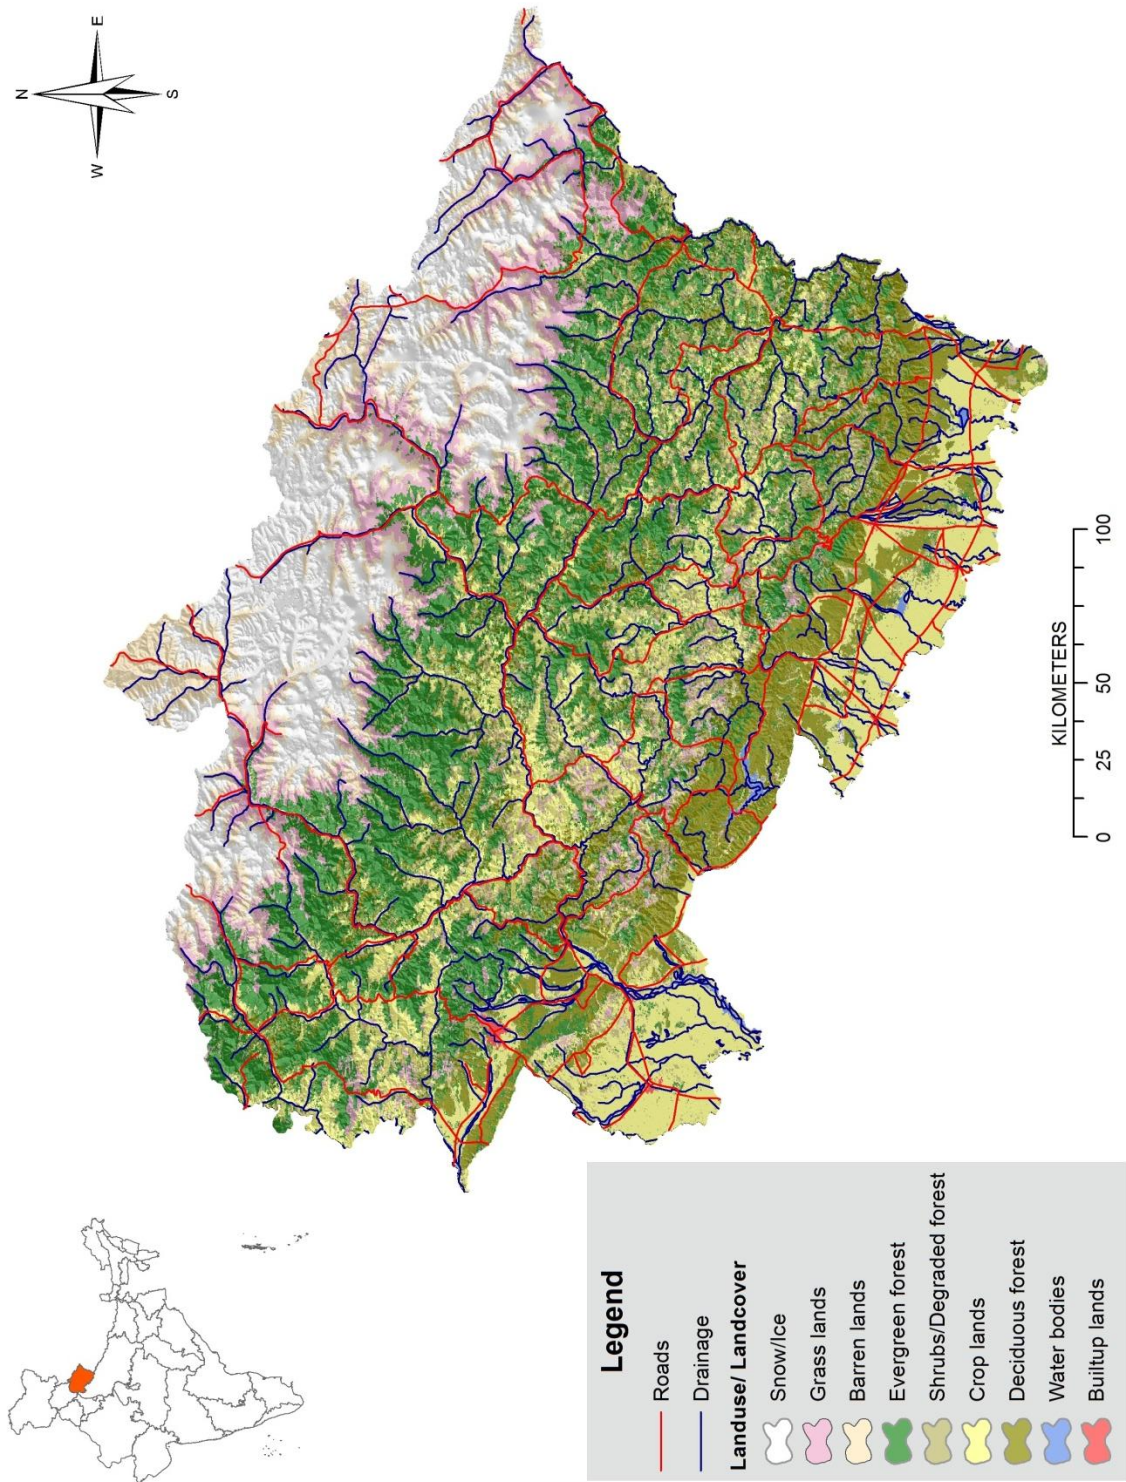 N
W
E
S
KILOMETERS
0
25
50
100
Legend
Roads
Drainage
Landuse/ Landcover
Snow/Ice
Grass lands
Barren lands
Evergreen forest
Shrubs/Degraded forest
Crop lands
Deciduous forest
Water bodies
Builtup lands